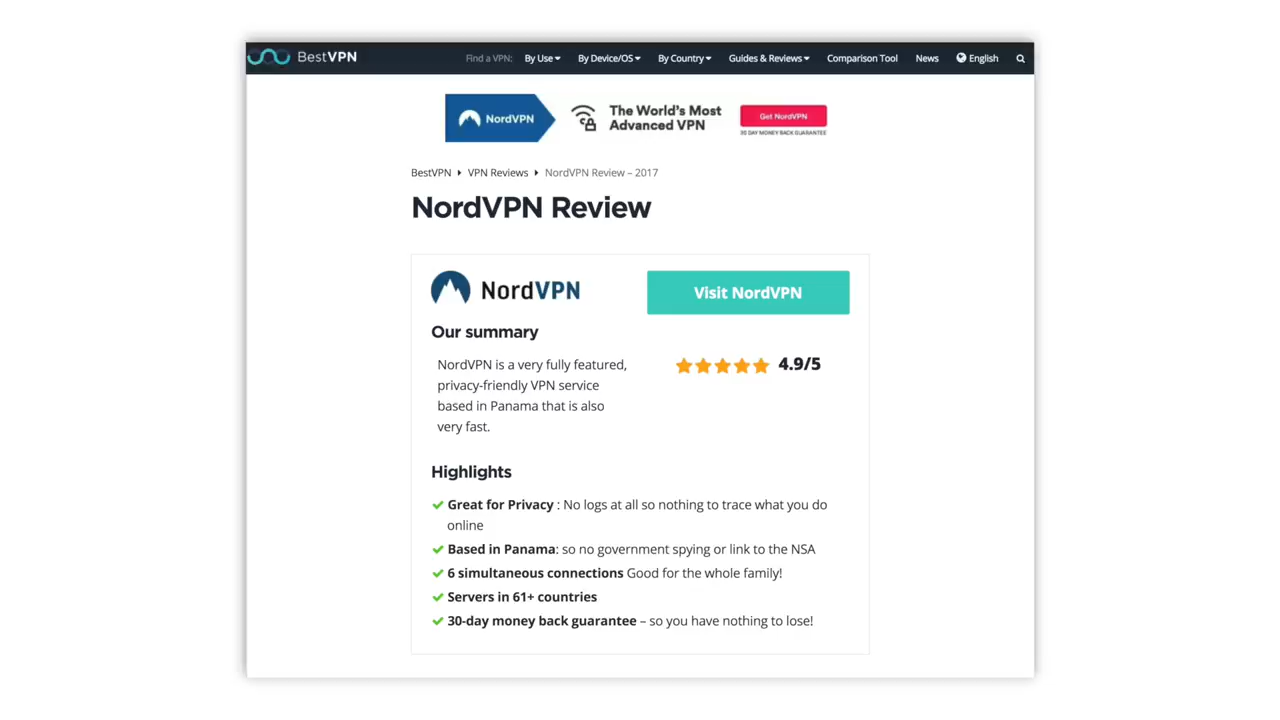 BestVPN
Find a VPN: By Use By Device/OS By Country Guides & Reviews Comparison Tool News English
NordVPN
The World's Most
Advanced VPN
Get NordVPN
30 DAY MONEY BACK GUARANTEE
BestVPN VPN Reviews NordVPN Review – 2017
NordVPN Review
NordVPN
Visit NordVPN
Our summary
NordVPN is a very fully featured,
privacy-friendly VPN service
based in Panama that is also
very fast.
4.9/5
Highlights
Great for Privacy : No logs at all so nothing to trace what you do
online
Based in Panama: so no government spying or link to the NSA
6 simultaneous connections Good for the whole family!
Servers in 61+ countries
30-day money back guarantee – so you have nothing to lose!